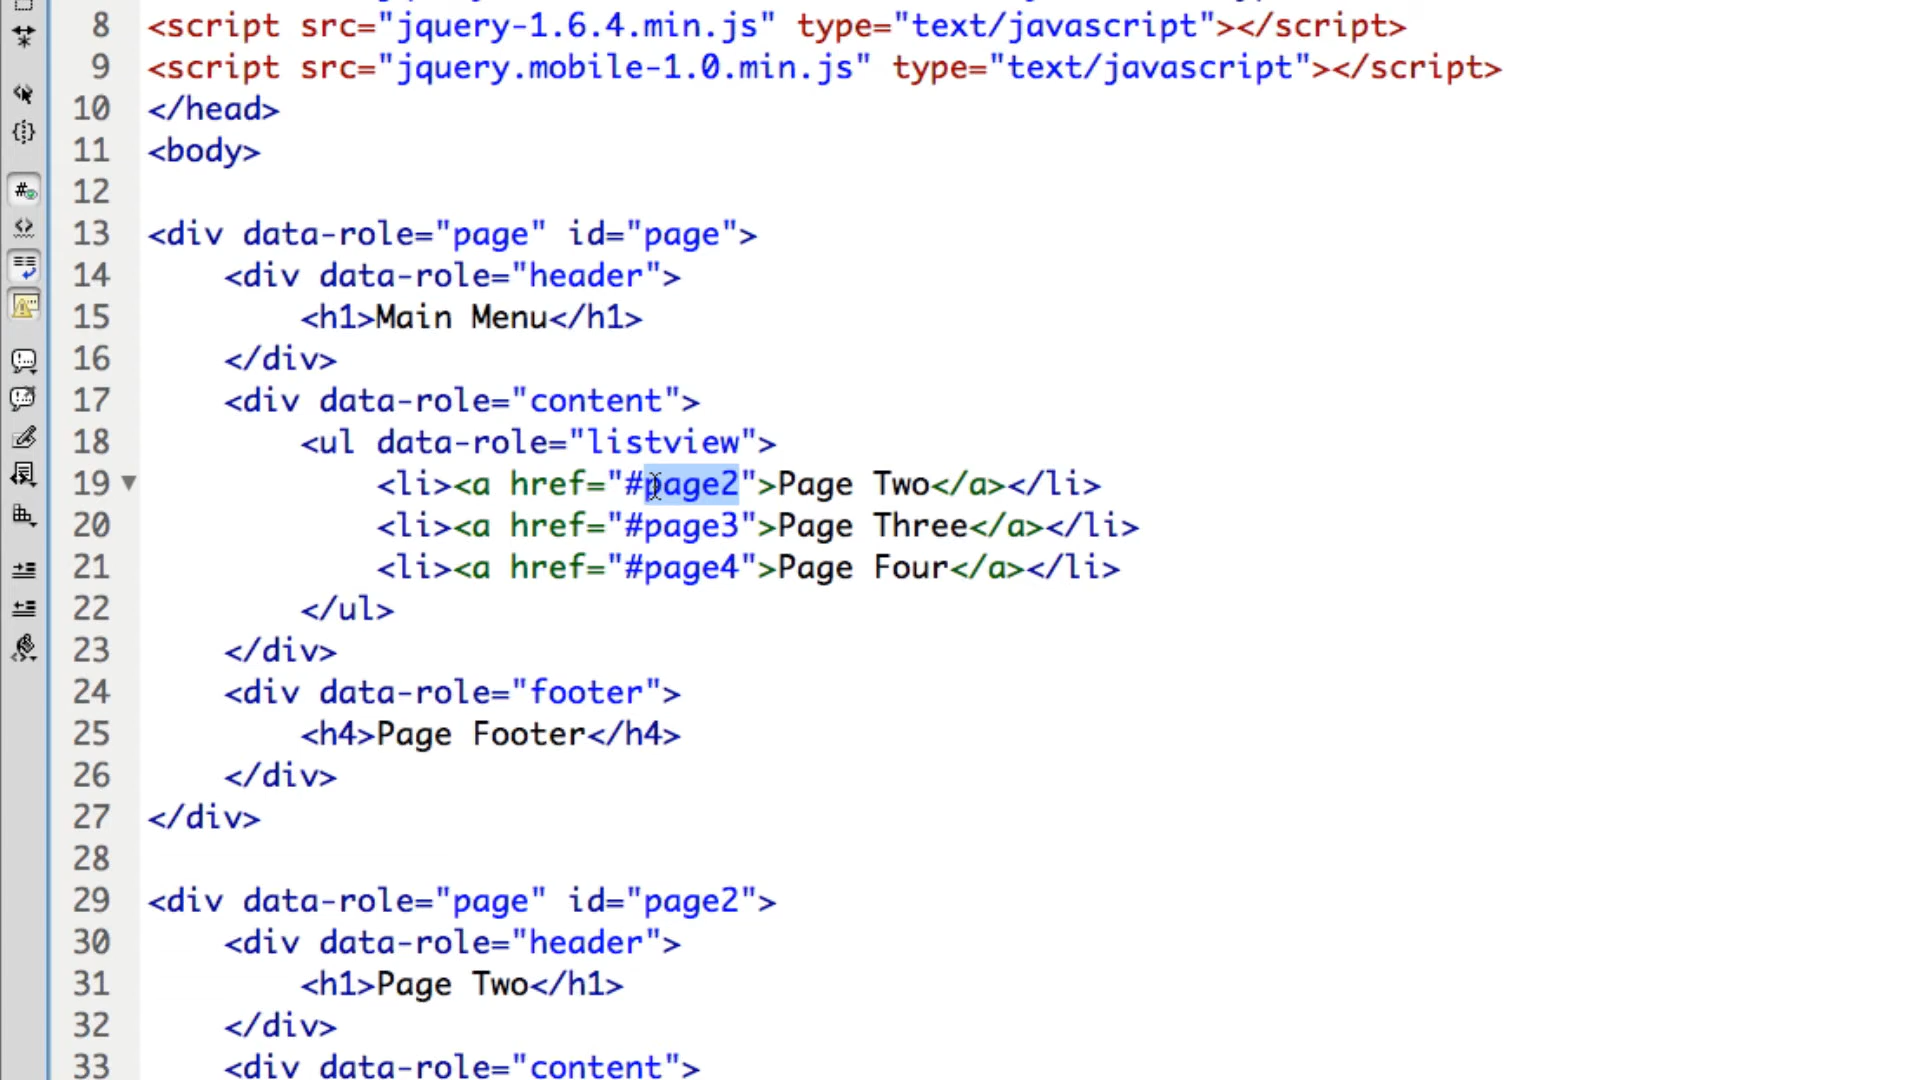 8 <script src="jquery-1.6.4.min.js" type="text/javascript"></script>
9 <script src="jquery.mobile-1.0.min.js" type="text/javascript"></script>
10 </head>
11 <body>
12
13 <div data-role="page" id="page">
14 <div data-role="header">
15 <h1>Main Menu</h1>
16 </div>
17 <div data-role="content">
18 <ul data-role="listview">
19 <li><a href="#page2">Page Two</a></li>
20 <li><a href="#page3">Page Three</a></li>
21 <li><a href="#page4">Page Four</a></li>
22 </ul>
23 </div>
24 <div data-role="footer">
25 <h4>Page Footer</h4>
26 </div>
27 </div>
28
29 <div data-role="page" id="page2">
30 <div data-role="header">
31 <h1>Page Two</h1>
32 </div>
33 <div data-role="content">